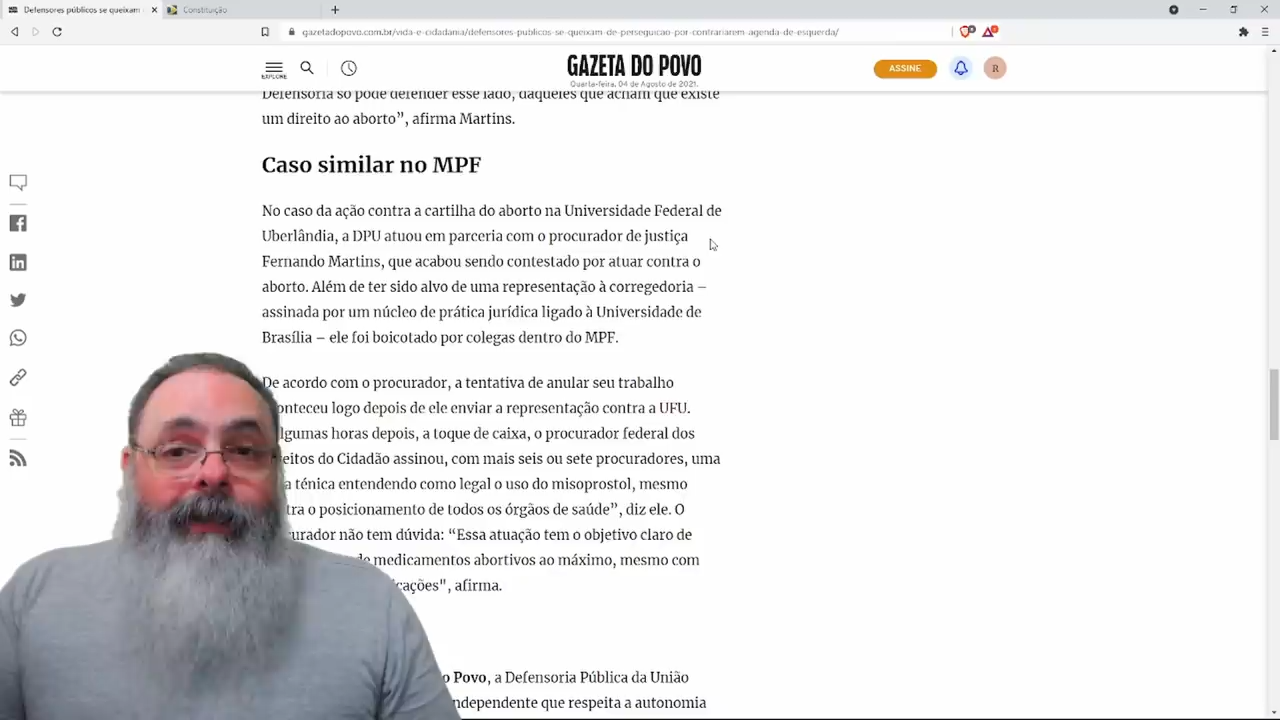 Defensores públicos se queixam
Constituição
gazetadopovo.com.br/vida-e-cidadania/defensores-publicos-se-queixam-de-perseguicao-por-contrariarem-agenda-de-esquerda/
EXPLORE
GAZETA DO POVO
Quarta-feira, 04 de Agosto de 2021.
ASSINE
R
Defensoria só pode defender esse lado, daqueles que acham que existe
um direito ao aborto”, afirma Martins.
Caso similar no MPF
No caso da ação contra a cartilha do aborto na Universidade Federal de
Uberlândia, a DPU atuou em parceria com o procurador de justiça
Fernando Martins, que acabou sendo contestado por atuar contra o
aborto. Além de ter sido alvo de uma representação à corregedoria –
assinada por um núcleo de prática jurídica ligado à Universidade de
Brasília – ele foi boicotado por colegas dentro do MPF.
De acordo com o procurador, a tentativa de anular seu trabalho
onteceu logo depois de ele enviar a representação contra a UFU.
lgumas horas depois, a toque de caixa, o procurador federal dos
eitos do Cidadão assinou, com mais seis ou sete procuradores, uma
a ténica entendendo como legal o uso do misoprostol, mesmo
tra o posicionamento de todos os órgãos de saúde”, diz ele. O
curador não tem dúvida: “Essa atuação tem o objetivo claro de
de medicamentos abortivos ao máximo, mesmo com
cações", afirma.
o Povo, a Defensoria Pública da União
ndependente que respeita a autonomia